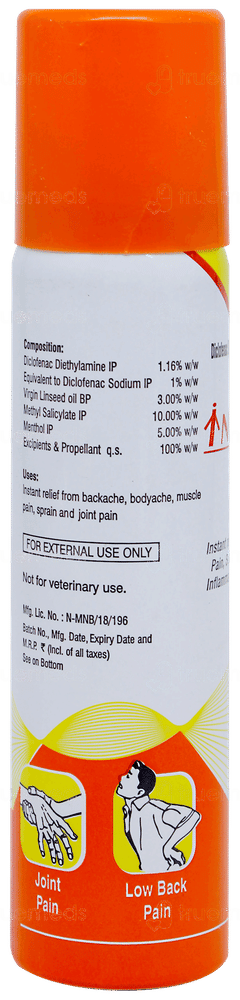 Composition:
Diclofenac Diethylamine IP 1.16% w/w
Equivalent to Diclofenac Sodium IP 1% w/w
Virgin Linseed oil BP 3.00% w/w
Methyl Salicylate IP 10.00% w/w
Menthol IP 5.00% w/w
Excipients & Propellant q.s. 100% w/w
Uses:
Instant relief from backache, bodyache, muscle
pain, sprain and joint pain
FOR EXTERNAL USE ONLY
Not for veterinary use.
Mfg. Lic. No. : N-MNB/18/196
Batch No., Mfg. Date, Expiry Date and
M.R.P. ₹ (Incl. of all taxes)
See on Bottom
Instant
Pain, S
Inflamm
Joint
Pain
Low Back
Pain
truemeds